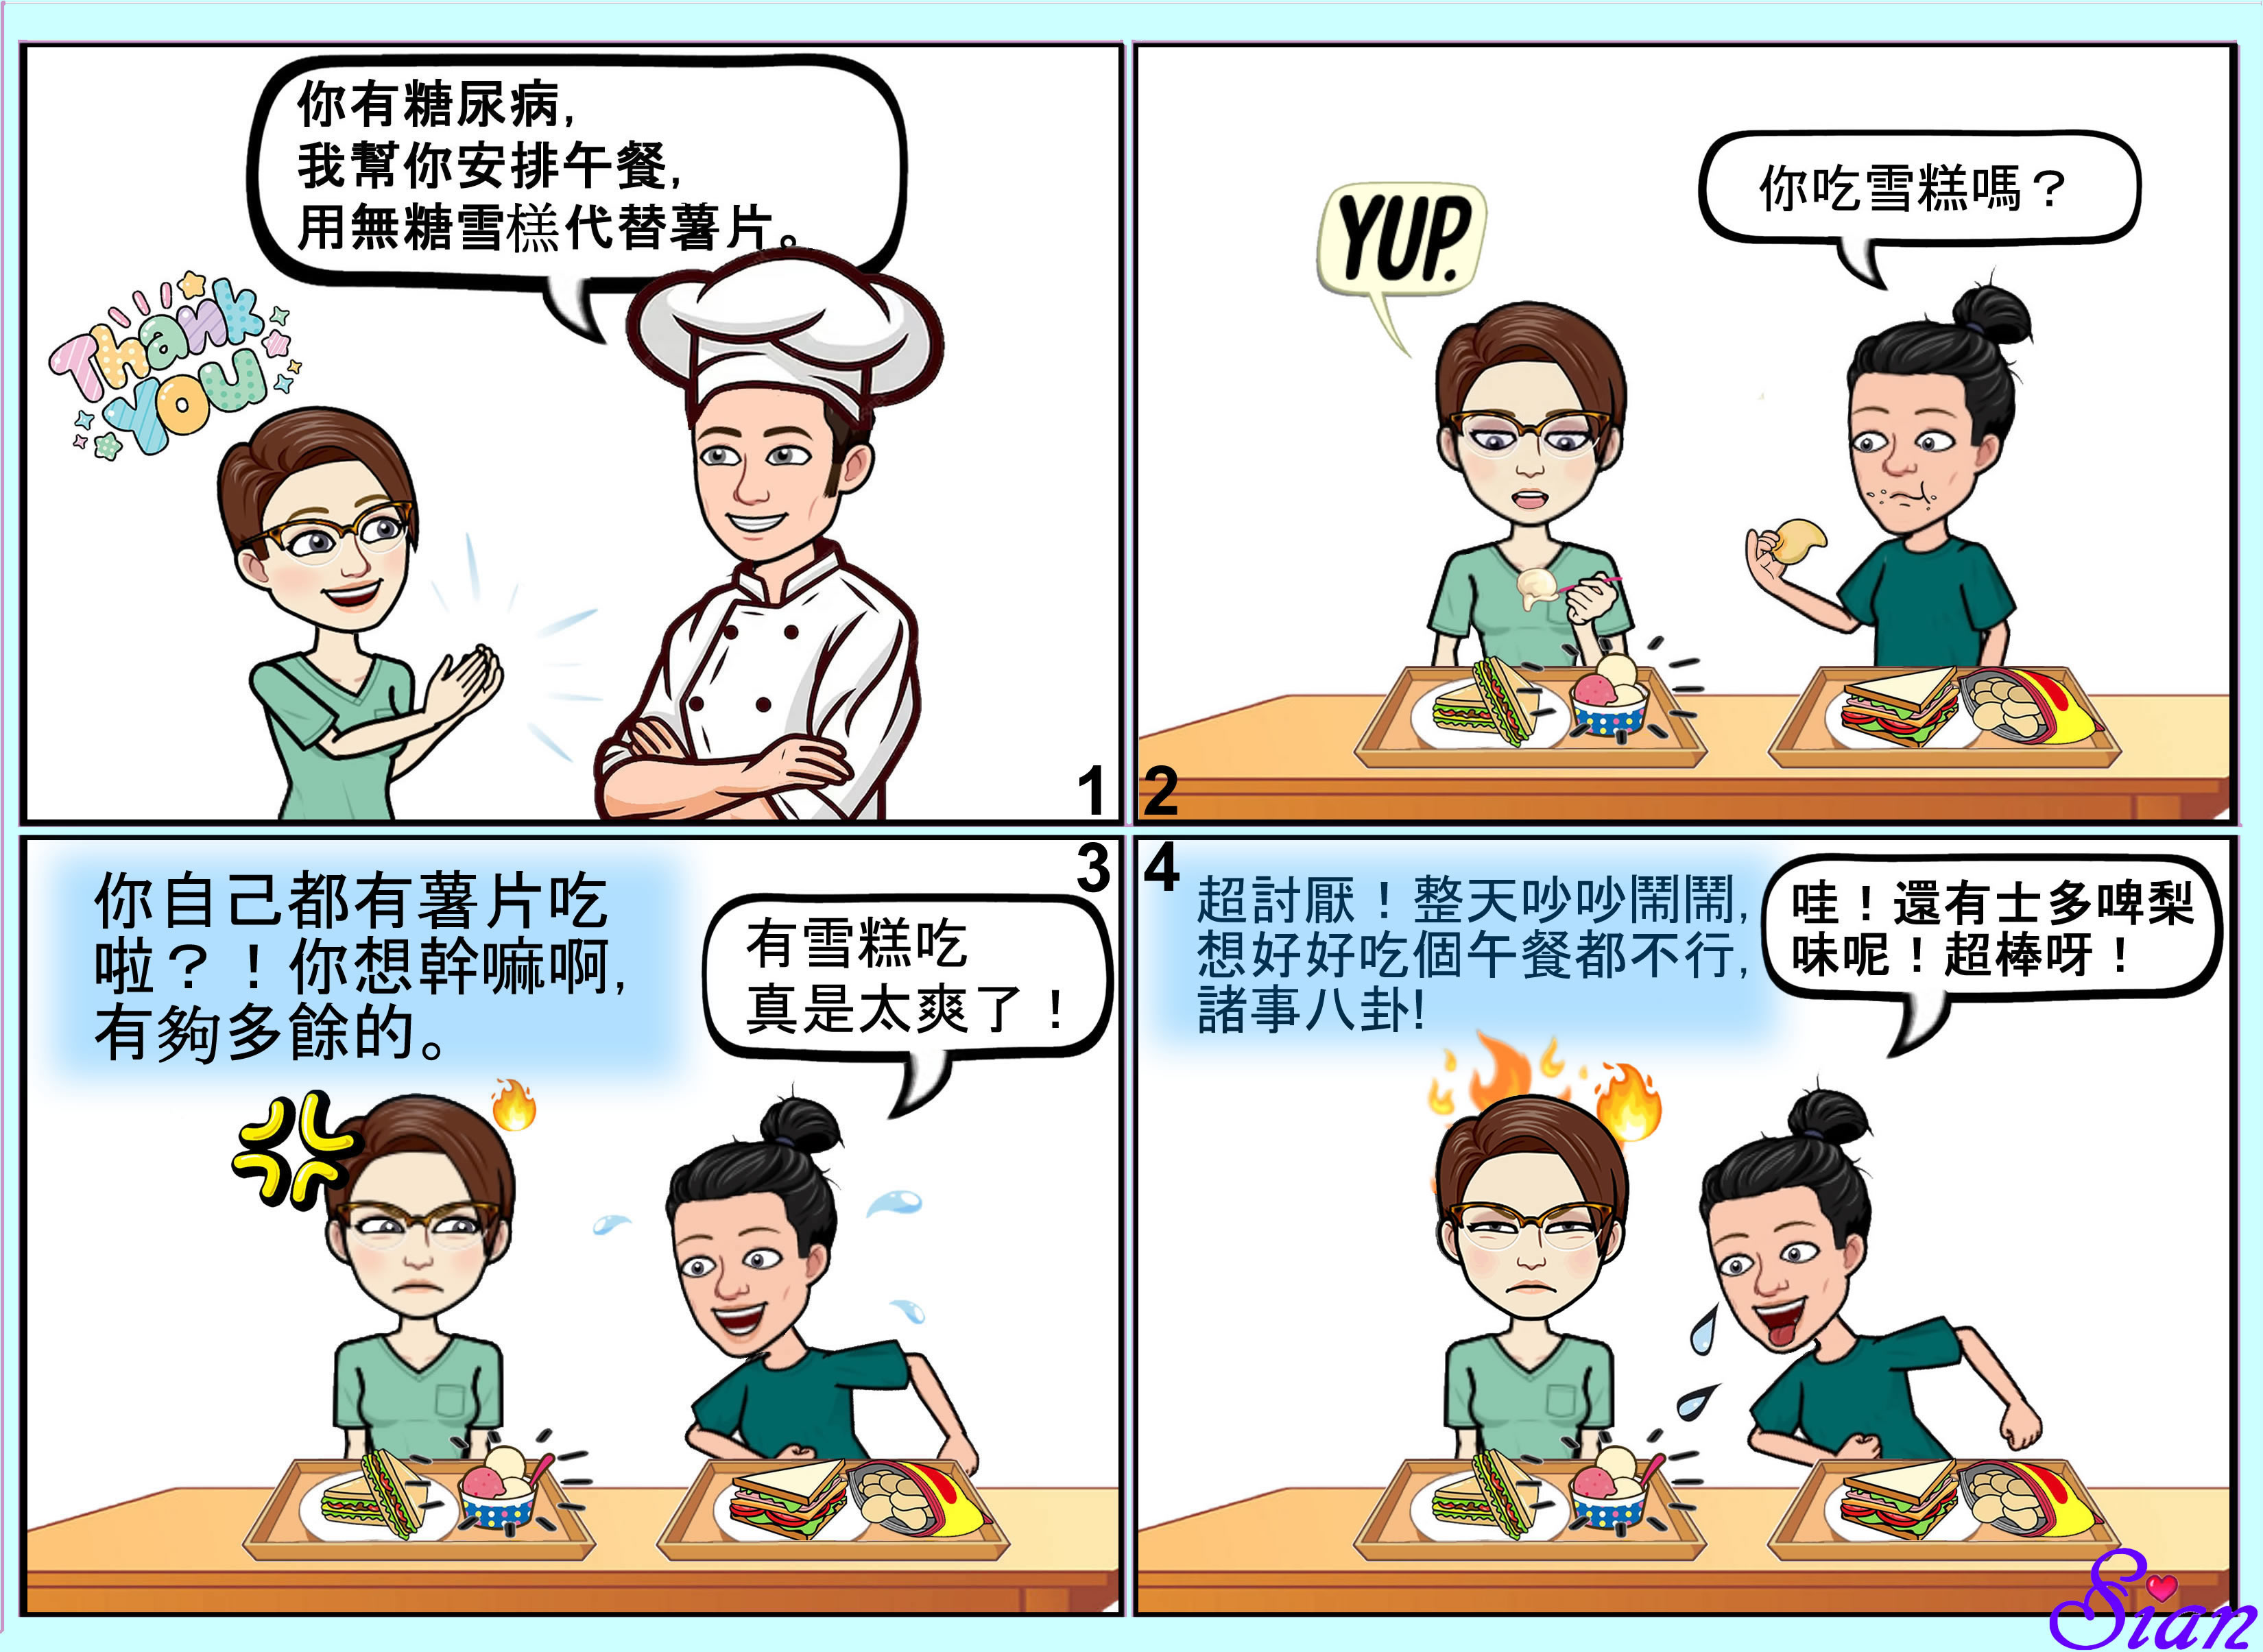 你有糖尿病,
我幫你安排午餐,
用無糖雪糕代替薯片。
Thank
You
1
YUP.
你吃雪糕嗎？
2
你自己都有薯片吃
啦？！你想幹嘛啊,
有夠多餘的。
有雪糕吃
真是太爽了！
3
4
超討厭！整天吵吵鬧鬧,
想好好吃個午餐都不行,
諸事八卦!
哇！還有士多啤梨
味呢！超棒呀！
Sian